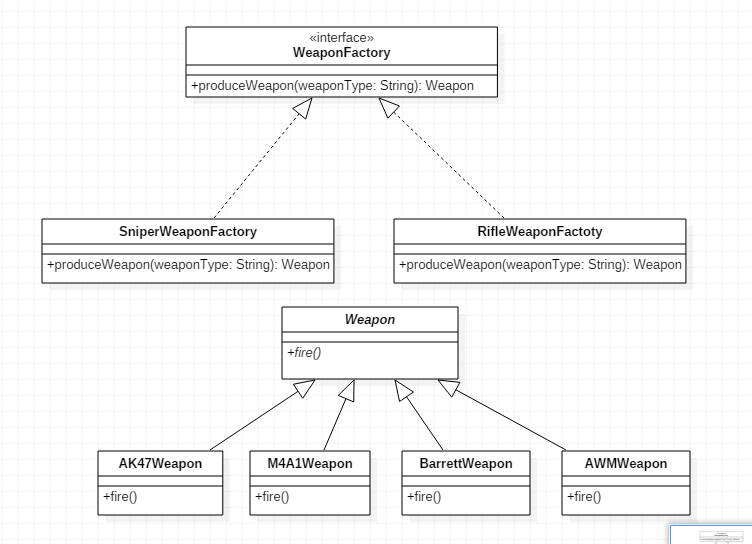 «interface»
WeaponFactory
+produceWeapon(weaponType: String): Weapon
SniperWeaponFactory
+produceWeapon(weaponType: String): Weapon
RifleWeaponFactoty
+produceWeapon(weaponType: String): Weapon
Weapon
+fire()
AK47Weapon
+fire()
M4A1Weapon
+fire()
BarrettWeapon
+fire()
AWMWeapon
+fire()